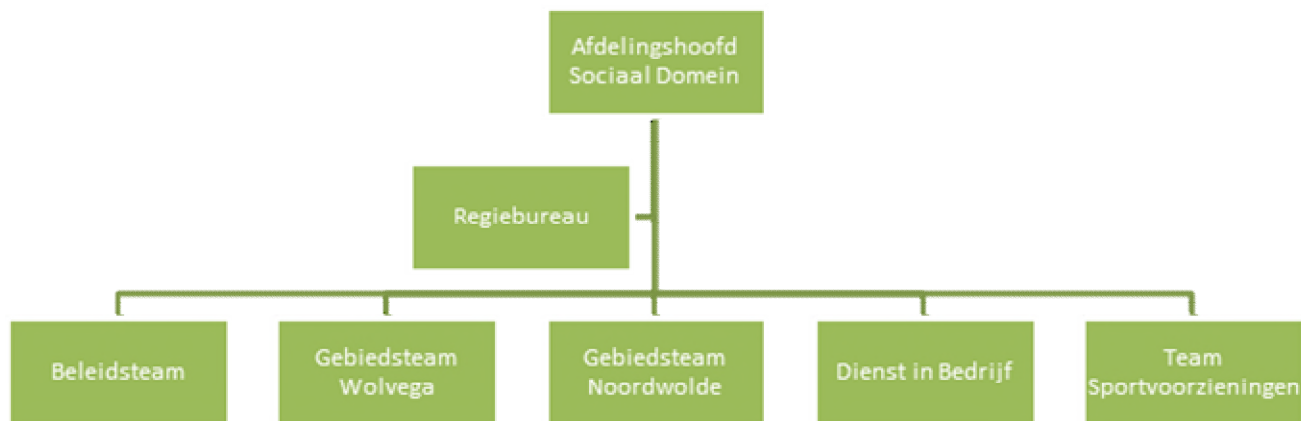 Afdelingshoofd
Sociaal Domein
Regiebureau
Beleidsteam
Gebiedsteam
Wolvega
Gebiedsteam
Noordwolde
Dienst in Bedrijf
Team
Sportvoorzieningen